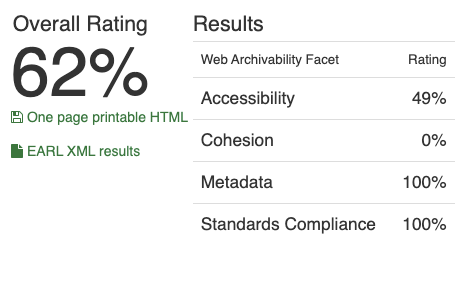 Overall Rating
62%
One page printable HTML
EARL XML results
Results
Web Archivability Facet Rating
Accessibility 49%
Cohesion 0%
Metadata 100%
Standards Compliance 100%